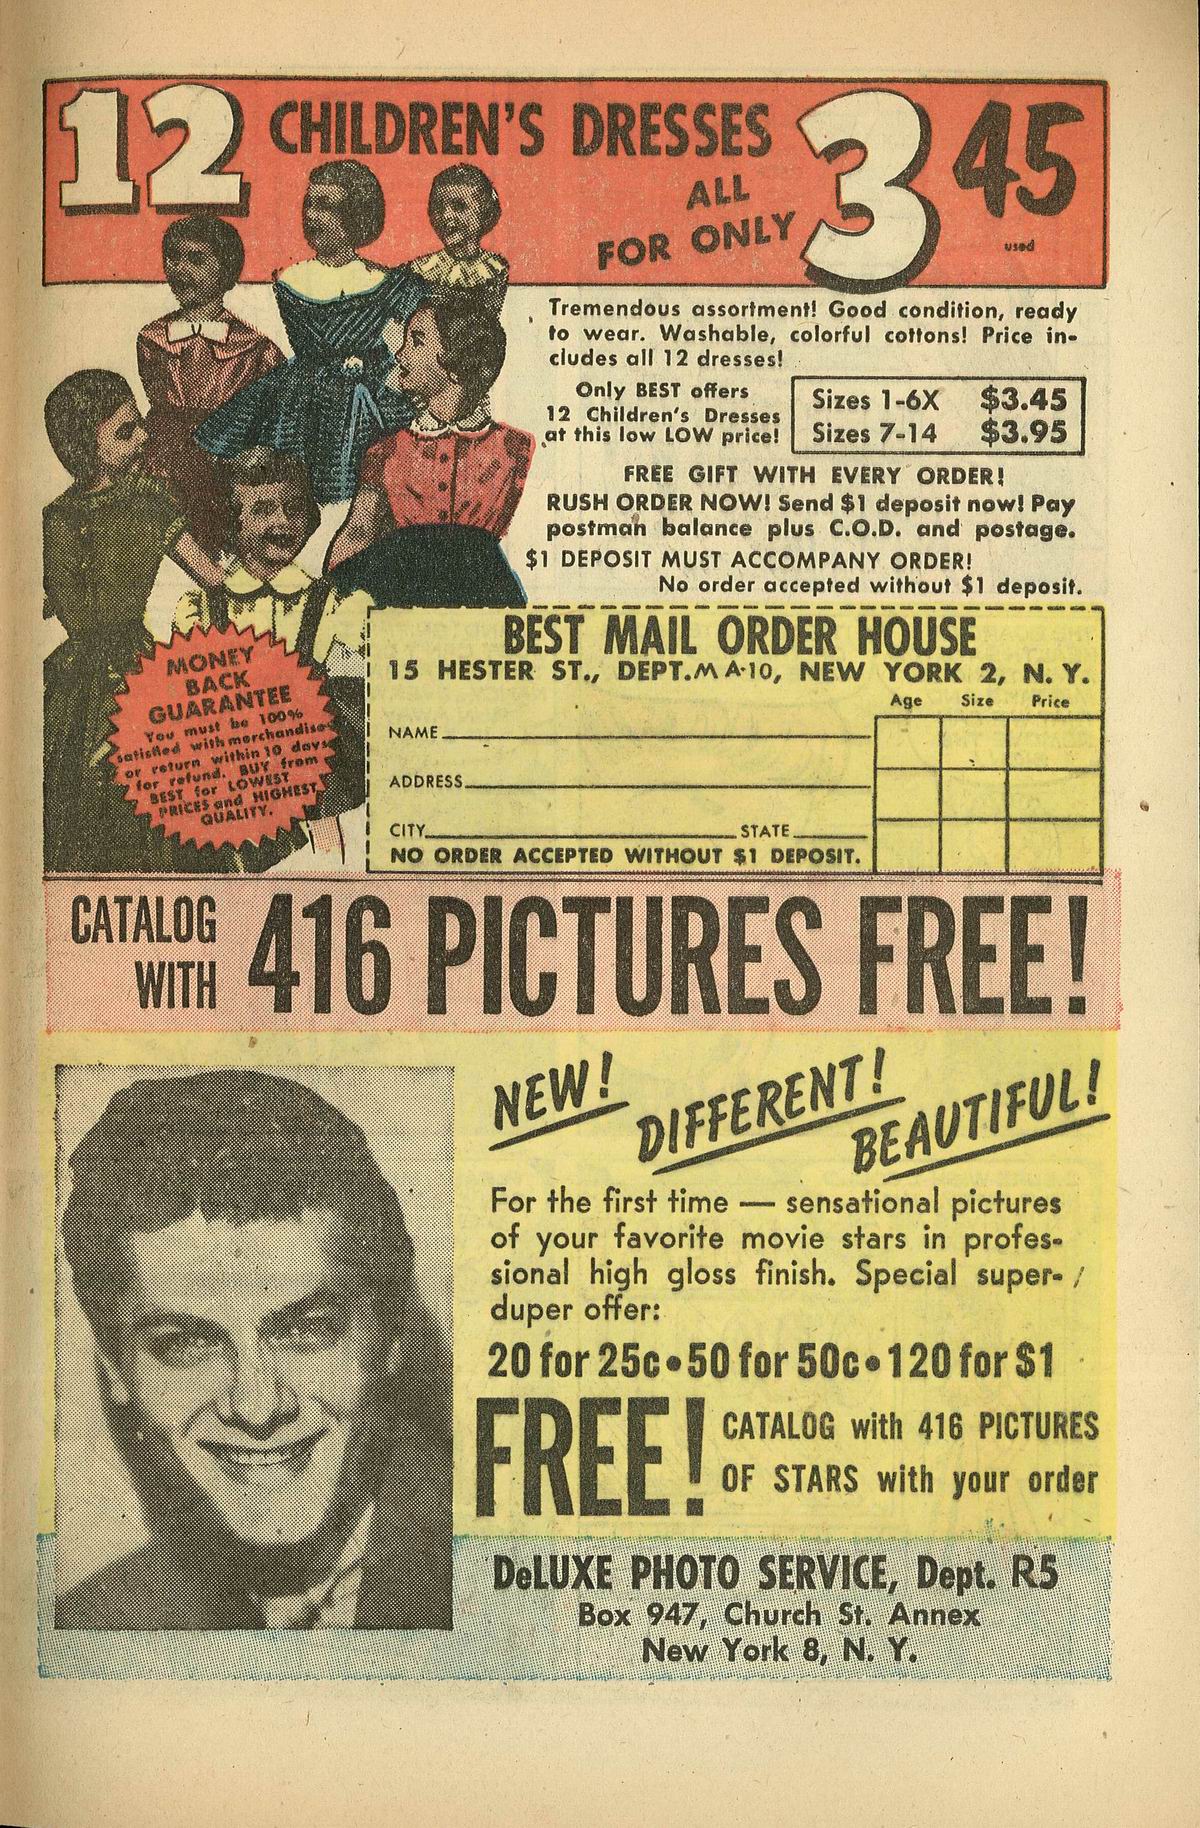 12 CHILDREN'S DRESSES
ALL
FOR ONLY
3 45
used
Tremendous assortment! Good condition, ready
to wear. Washable, colorful cottons! Price in-
cludes all 12 dresses!
Only BEST offers
12 Children's Dresses
at this low LOW price!
Sizes 1-6X $3.45
Sizes 7-14 $3.95
FREE GIFT WITH EVERY ORDER!
RUSH ORDER NOW! Send $1 deposit now! Pay
postman balance plus C.O.D. and postage.
$1 DEPOSIT MUST ACCOMPANY ORDER!
No order accepted without $1 deposit.
MONEY
BACK
GUARANTEE
You must be 100%
satisfied with merchandise
or return within 10 days
for refund. BUY from
BEST for LOWEST
PRICES and HIGHEST
QUALITY.
BEST MAIL ORDER HOUSE
15 HESTER ST., DEPT. M A-10, NEW YORK 2, N. Y.
Age Size Price
NAME
ADDRESS
CITY STATE
NO ORDER ACCEPTED WITHOUT $1 DEPOSIT.
CATALOG
WITH
416 PICTURES FREE!
NEW!
DIFFERENT!
BEAUTIFUL!
For the first time — sensational pictures
of your favorite movie stars in profes-
sional high gloss finish. Special super-
duper offer:
20 for 25c • 50 for 50c • 120 for $1
FREE!
CATALOG with 416 PICTURES
OF STARS with your order
DeLUXE PHOTO SERVICE, Dept. R5
Box 947, Church St. Annex
New York 8, N. Y.